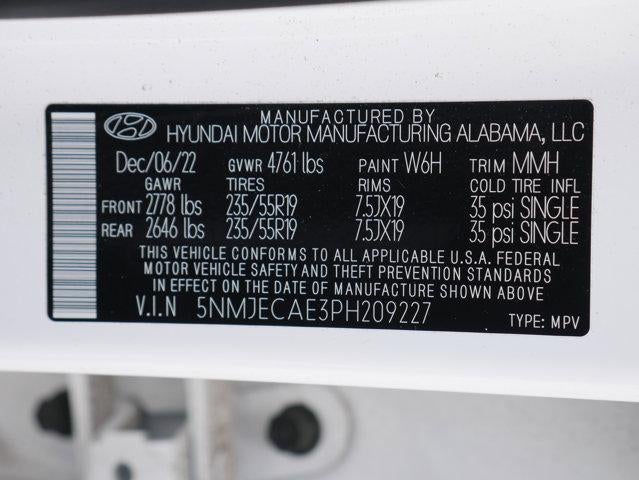 MANUFACTURED BY
HYUNDAI MOTOR MANUFACTURING ALABAMA, LLC
Dec/06/22 GVWR 4761 lbs PAINT W6H TRIM MMH
GAWR TIRES RIMS COLD TIRE INFL
FRONT 2778 lbs 235/55R19 7.5JX19 35 psi SINGLE
REAR 2646 lbs 235/55R19 7.5JX19 35 psi SINGLE
THIS VEHICLE CONFORMS TO ALL APPLICABLE U.S.A. FEDERAL
MOTOR VEHICLE SAFETY AND THEFT PREVENTION STANDARDS
IN EFFECT ON THE DATE OF MANUFACTURE SHOWN ABOVE
V.I.N 5NMJECAE3PH209227
TYPE: MPV